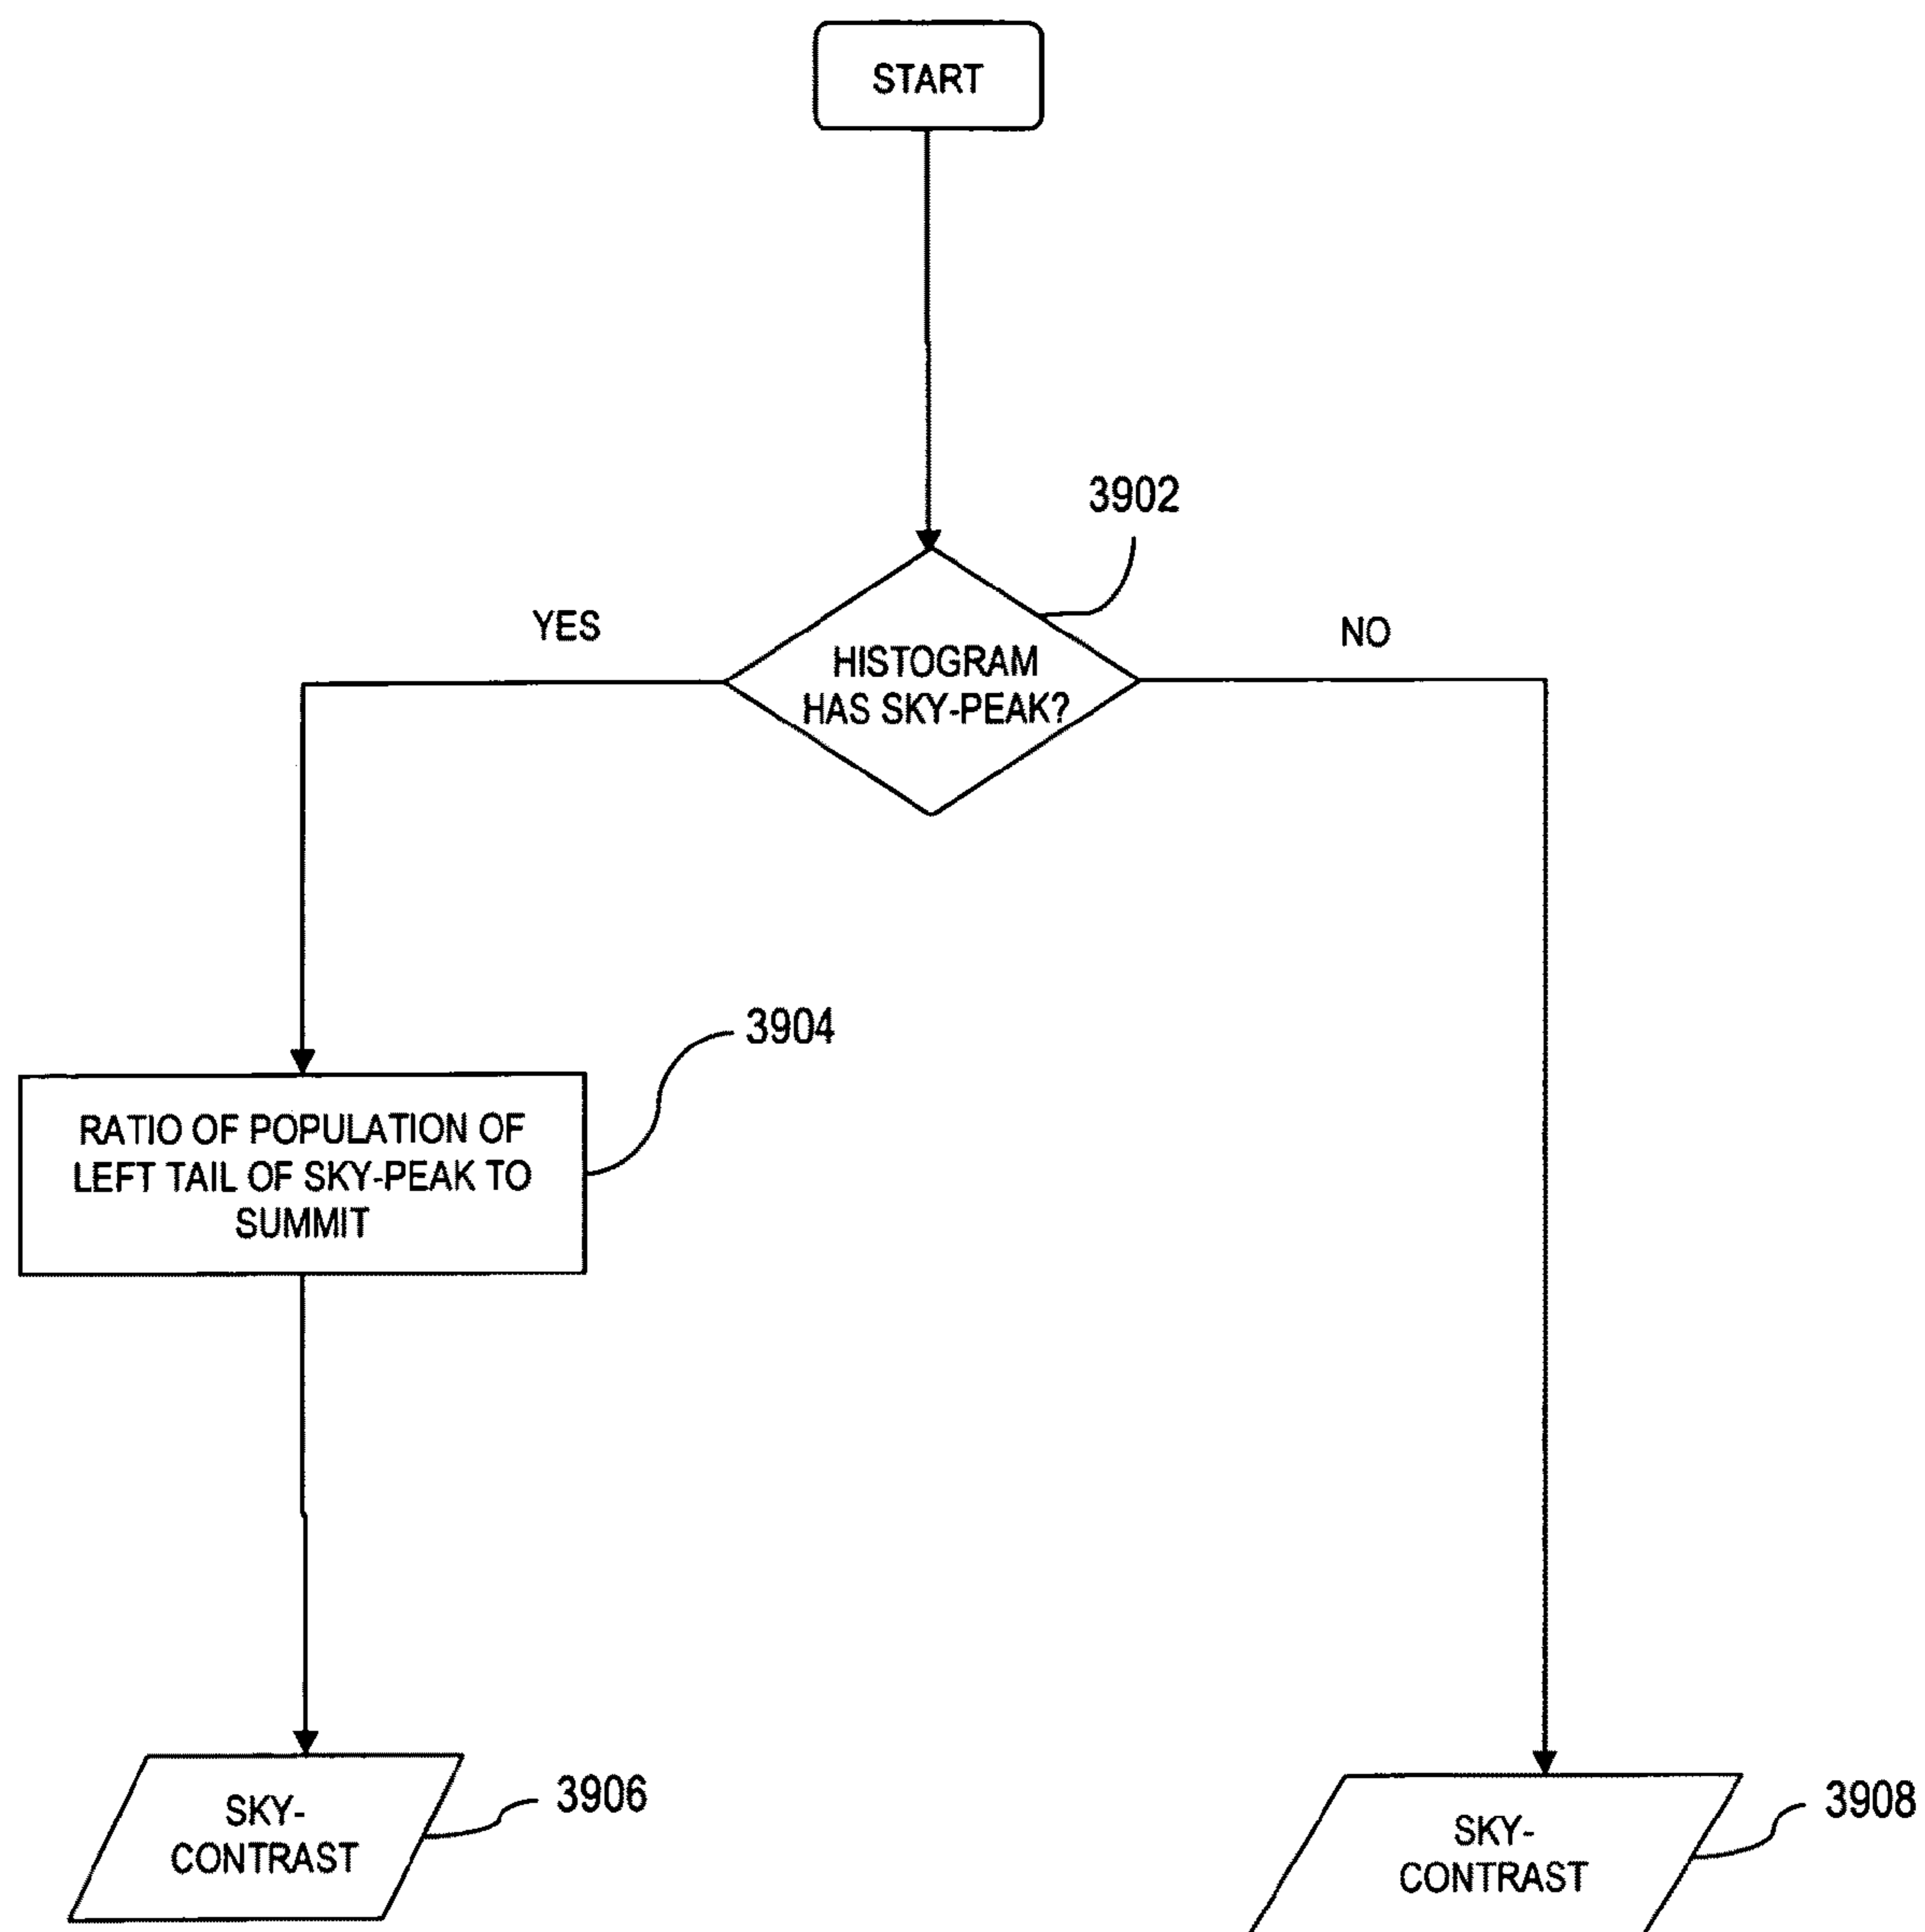 START
3902
YES
NO
HISTOGRAM
HAS SKY-PEAK?
3904
RATIO OF POPULATION OF
LEFT TAIL OF SKY-PEAK TO
SUMMIT
3906
SKY-
CONTRAST
3908
SKY-
CONTRAST